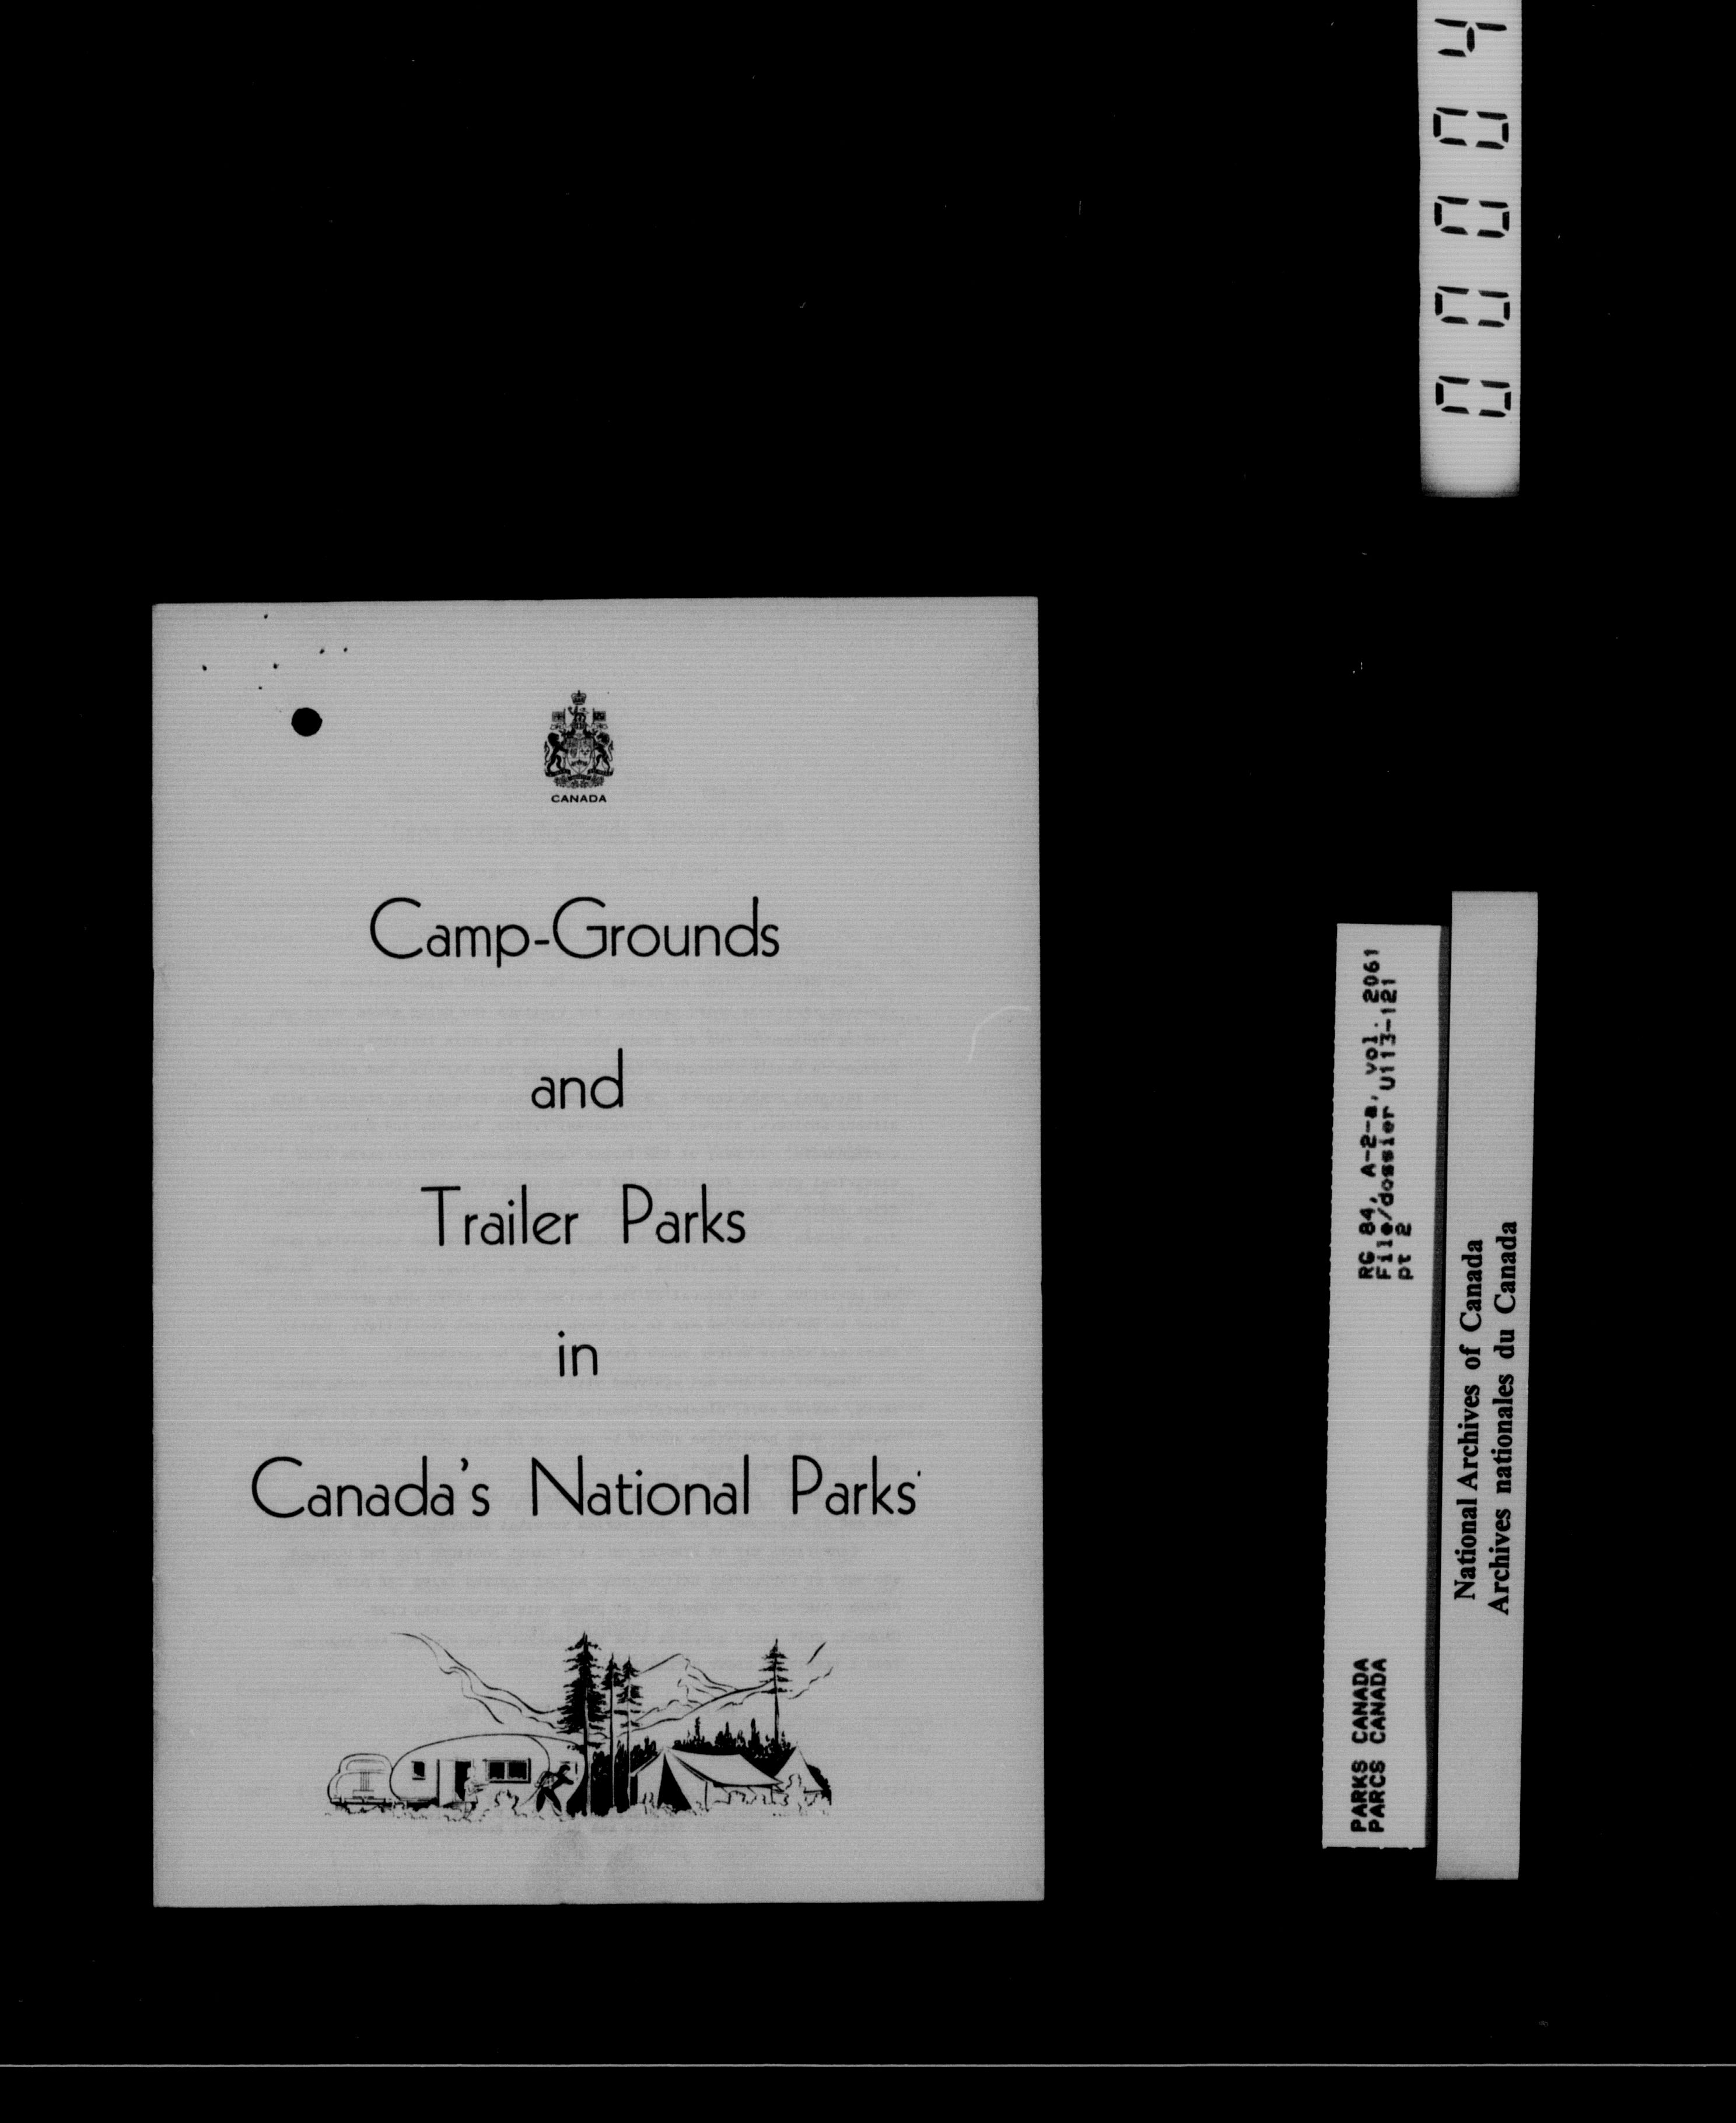 CANADA
Camp-Grounds
and
Trailer Parks
in
Canada's National Parks
00004
RG 84, A-2-a, vol. 2061
File/dossier U113-121
pt 2
PARKS CANADA
PARCS CANADA
National Archives of Canada
Archives nationales du Canada